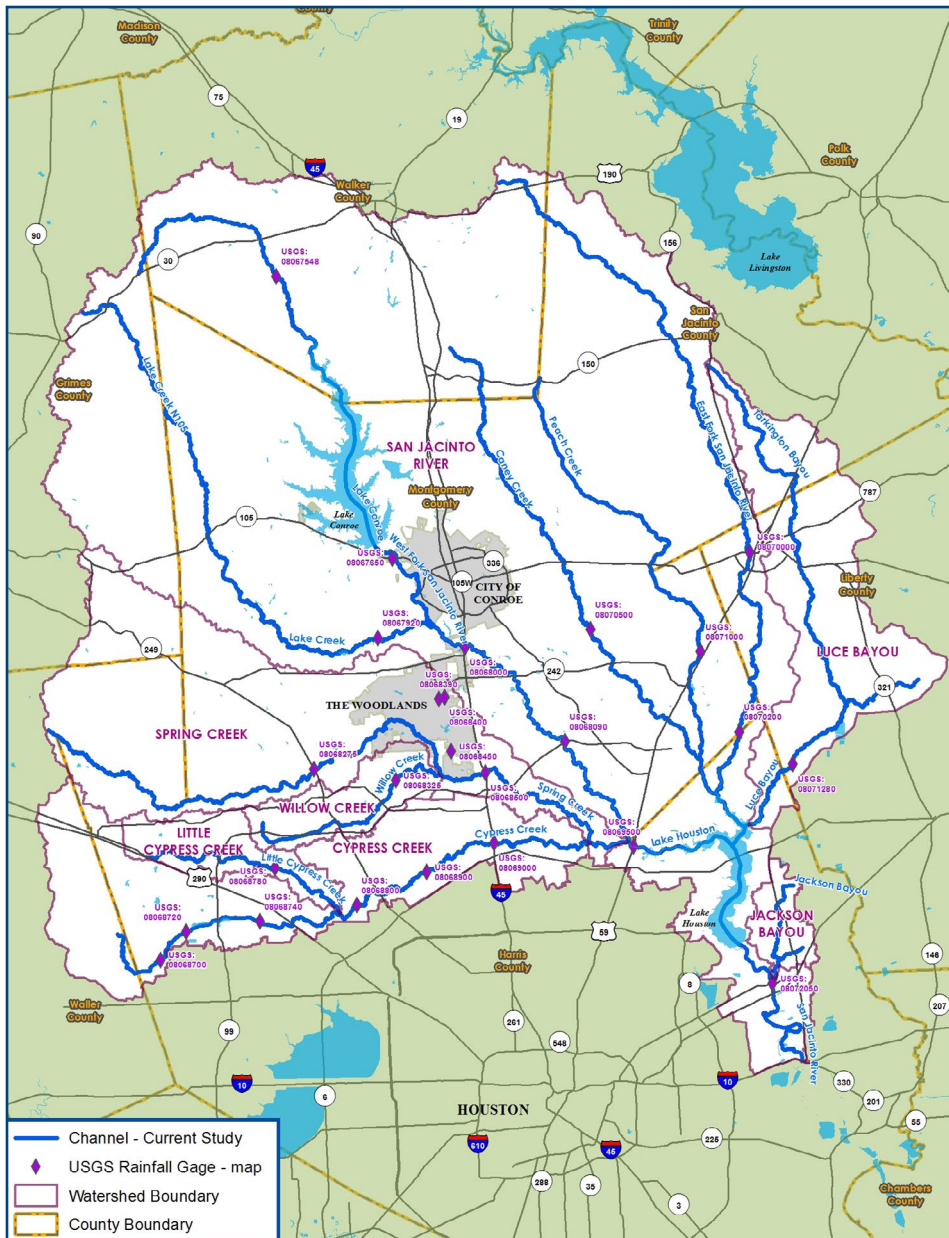 County
Madison
County
Trinity
County
75
19
45
Walker
County
190
Polk
County
90
USGS:
08067548
156
30
Lake
Livingston
San
Jacinto
County
Grimes
County
Lake Creek N105
150
Peach Creek
East Fork San Jacinto River
Tarkington Bayou
Caney Creek
SAN JACINTO
RIVER
Montgomery
County
787
Lake Conroe
Lake
Conroe
105
West Fork San Jacinto River
USGS:
08067650
336
105W
CITY OF
CONROE
USGS:
08070000
Liberty
County
USGS:
08067920
USGS:
08070500
USGS:
08071000
Lake Creek
249
USGS:
08068000
LUCE BAYOU
USGS:
08068390
242
321
THE WOODLANDS
USGS:
08068400
USGS:
08070200
SPRING CREEK
USGS:
08068275
USGS:
08068450
USGS:
08068090
Willow Creek
USGS:
08068325
USGS:
08068500
Luce Bayou
USGS:
08071280
WILLOW CREEK
Spring Creek
LITTLE
CYPRESS CREEK
CYPRESS CREEK
Cypress Creek
USGS:
08069500
Lake Houston
290
Little Cypress Creek
USGS:
08068780
USGS:
08068900
USGS:
08069000
USGS:
08068800
45
Jackson Bayou
USGS:
08068720
USGS:
08068740
Lake
Houston
JACKSON
BAYOU
59
USGS:
08068700
Harris
County
146
8
USGS:
08072050
Waller
County
207
99
261
San Jacinto
River
548
10
6
10
330
201
HOUSTON
55
610
45
225
288
35
3
Chambers
County
Channel - Current Study
USGS Rainfall Gage - map
Watershed Boundary
County Boundary